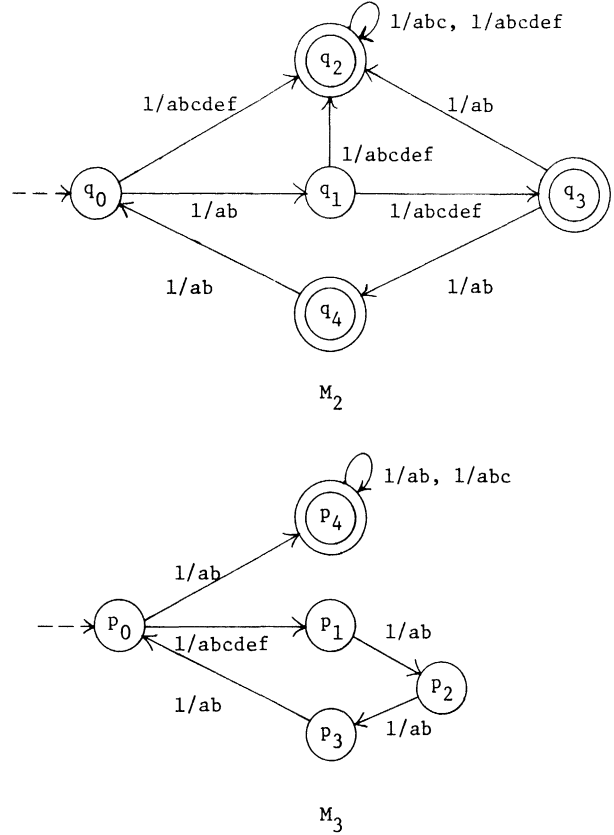 1/abc, 1/abcdef
q2
1/abcdef
1/ab
1/abcdef
q0
q1
q3
1/ab
1/abcdef
1/ab
1/ab
q4
M2
1/ab, 1/abc
p4
1/ab
p0
p1
1/ab
1/abcdef
p2
1/ab
1/ab
p3
M3